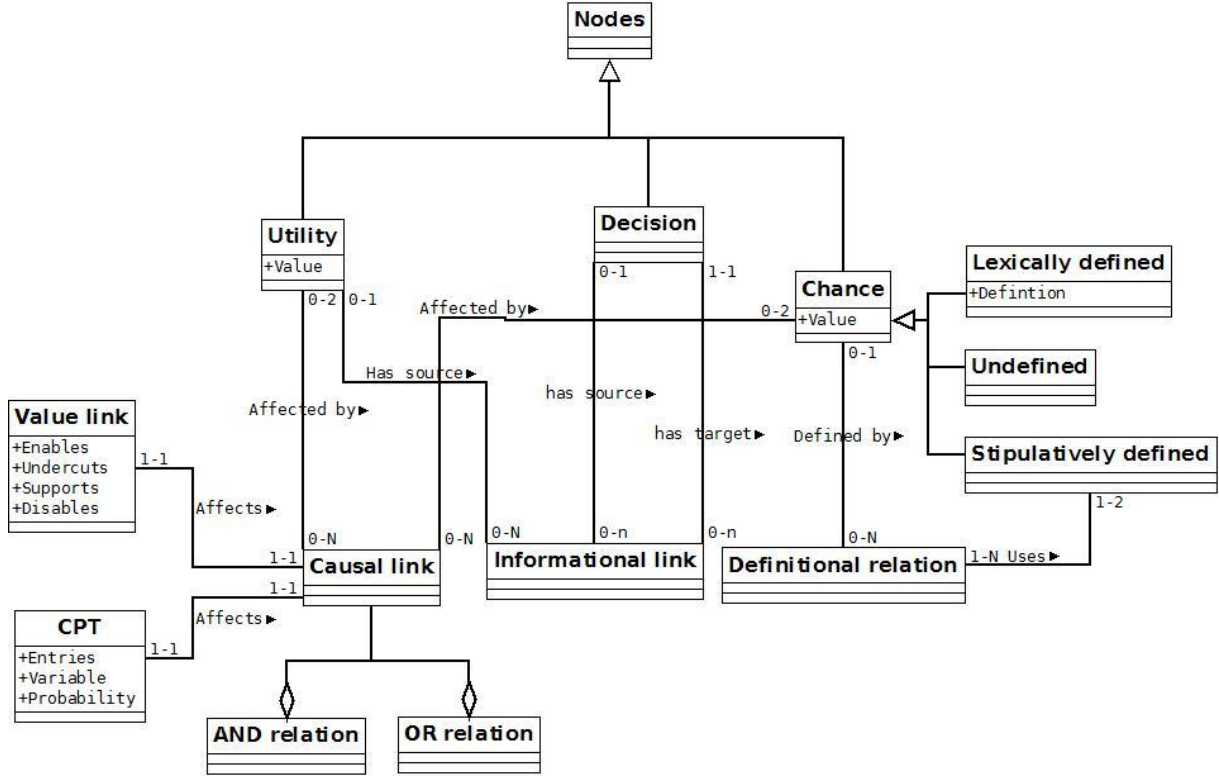 Nodes
Utility
+Value
Decision
Chance
+Value
Lexically defined
+Defintion
Undefined
Stipulatively defined
0-2
0-1
0-1
1-1
Affected by
0-2
0-1
Has source
has source
Affected by
has target
Defined by
Value link
+Enables
+Undercuts
+Supports
+Disables
1-1
Affects
1-2
0-N
0-N
0-N
0-n
0-n
0-N
1-1
Causal link
Informational link
Definitional relation
1-N Uses
1-1
Affects
CPT
+Entries
+Variable
+Probability
1-1
AND relation
OR relation